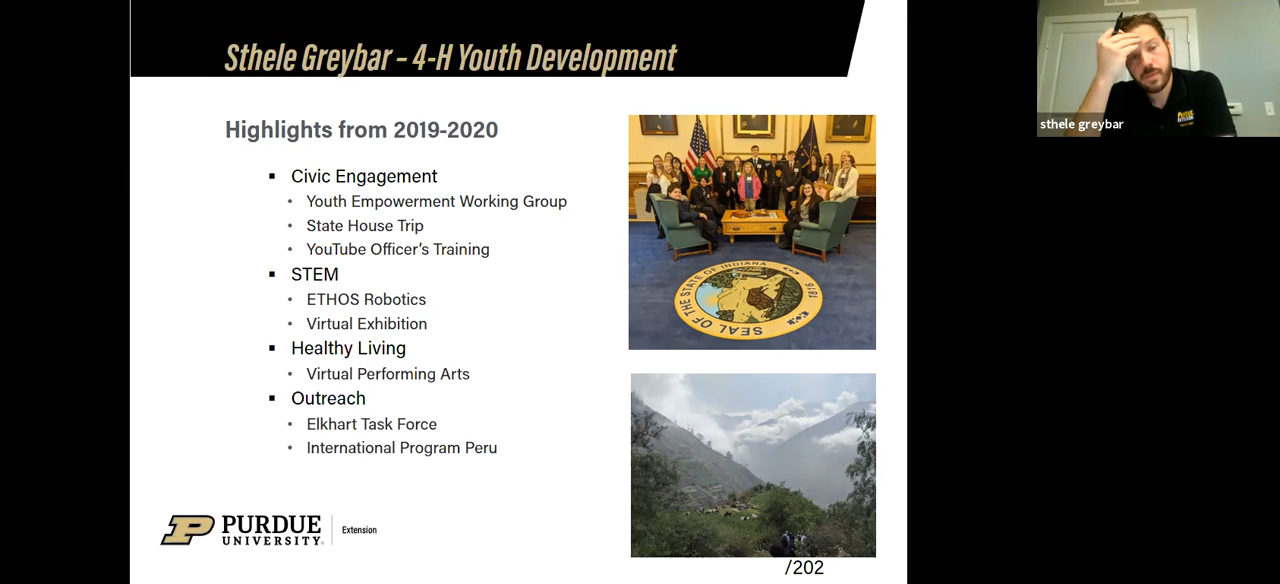 Sthele Greybar – 4-H Youth Development
Highlights from 2019-2020
▪ Civic Engagement
• Youth Empowerment Working Group
• State House Trip
• YouTube Officer's Training
▪ STEM
• ETHOS Robotics
• Virtual Exhibition
▪ Healthy Living
• Virtual Performing Arts
▪ Outreach
• Elkhart Task Force
• International Program Peru
SEAL OF THE STATE OF INDIANA
1816
PURDUE
UNIVERSITY®
Extension
/202
PURDUE
EXTENSION
sthele greybar